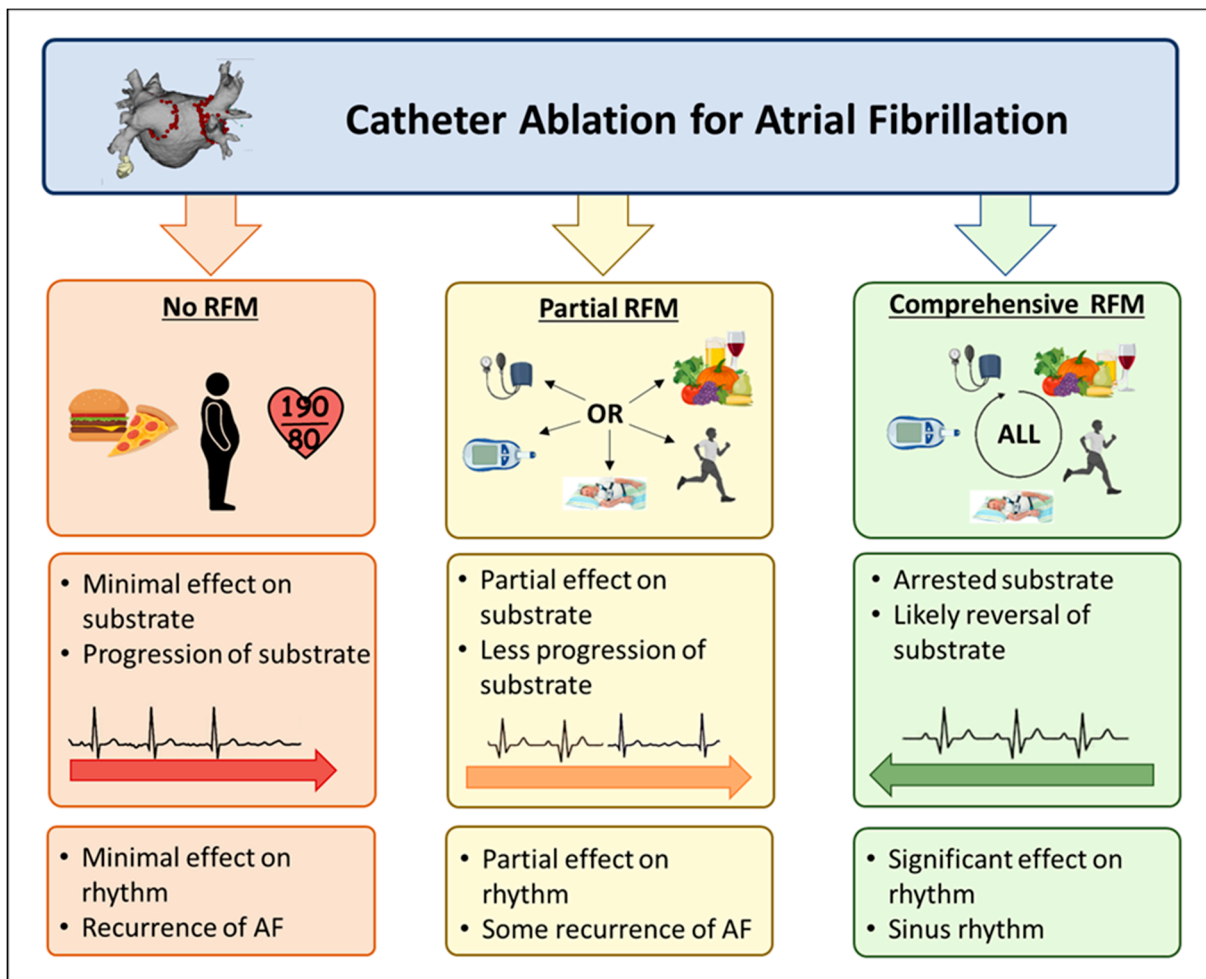 Catheter Ablation for Atrial Fibrillation
No RFM
190
80
• Minimal effect on
substrate
• Progression of substrate
• Minimal effect on
rhythm
• Recurrence of AF
Partial RFM
OR
• Partial effect on
substrate
• Less progression of
substrate
• Partial effect on
rhythm
• Some recurrence of AF
Comprehensive RFM
ALL
• Arrested substrate
• Likely reversal of
substrate
• Significant effect on
rhythm
• Sinus rhythm